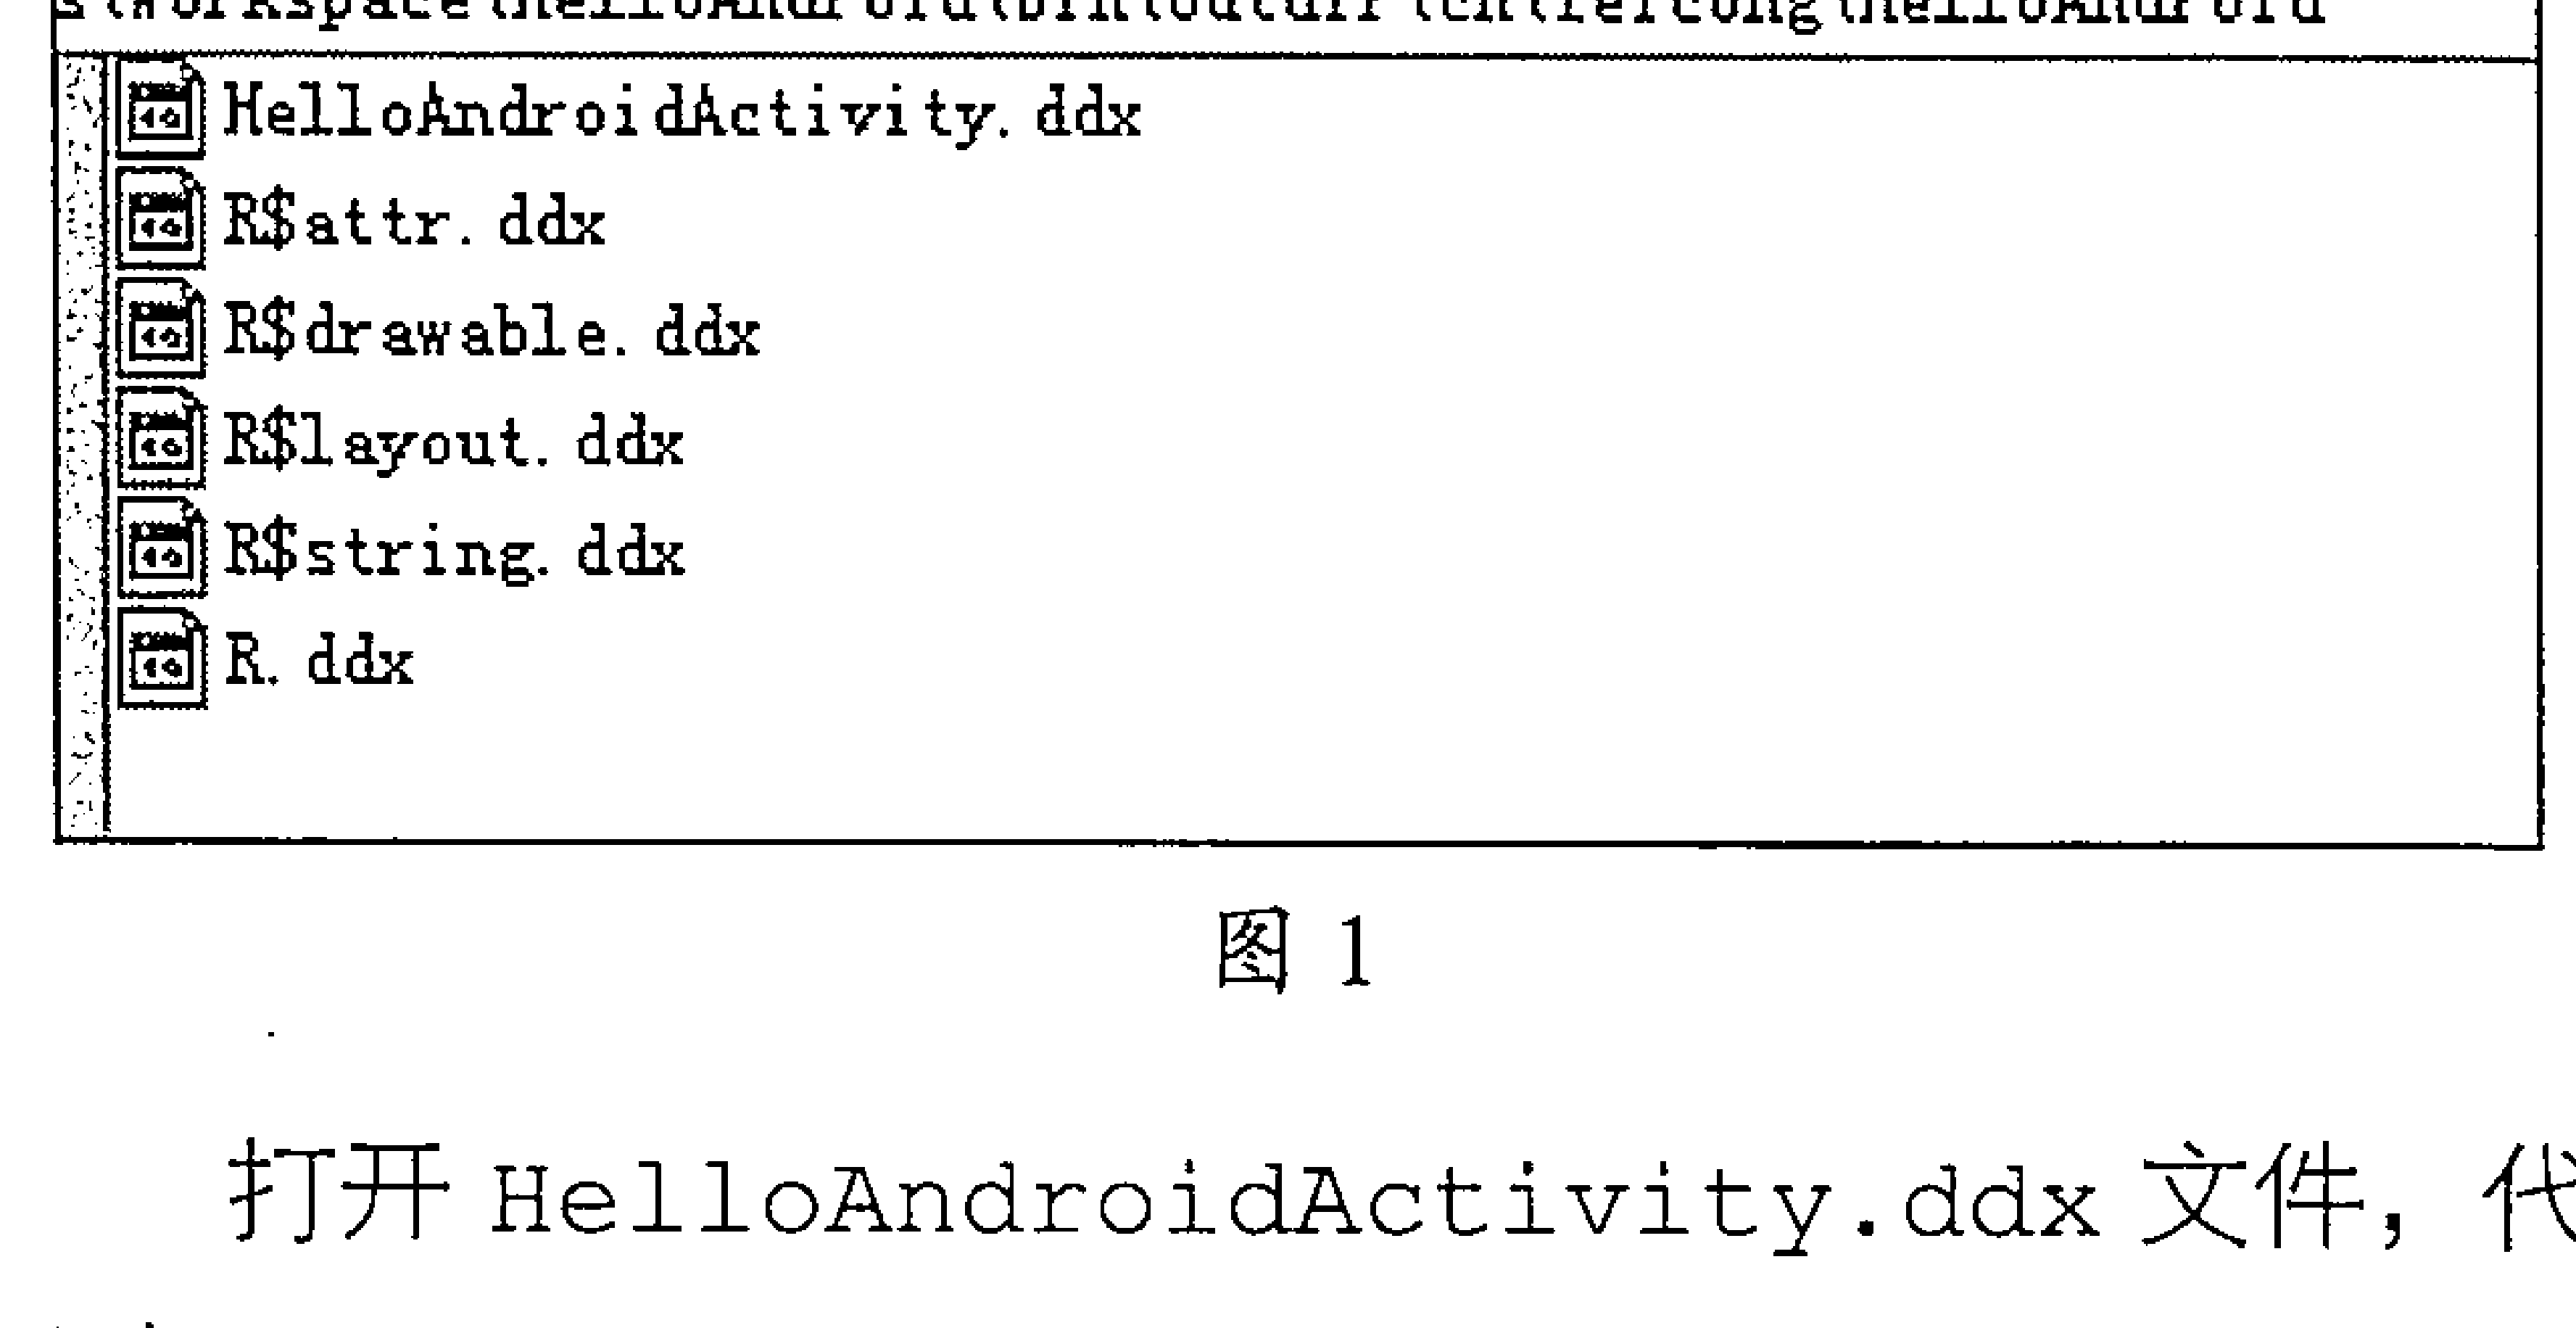 HelloAndroidActivity.ddx
R$attr.ddx
R$drawable.ddx
R$layout.ddx
R$string.ddx
R.ddx
图 1
打开 HelloAndroidActivity.ddx 文件，代